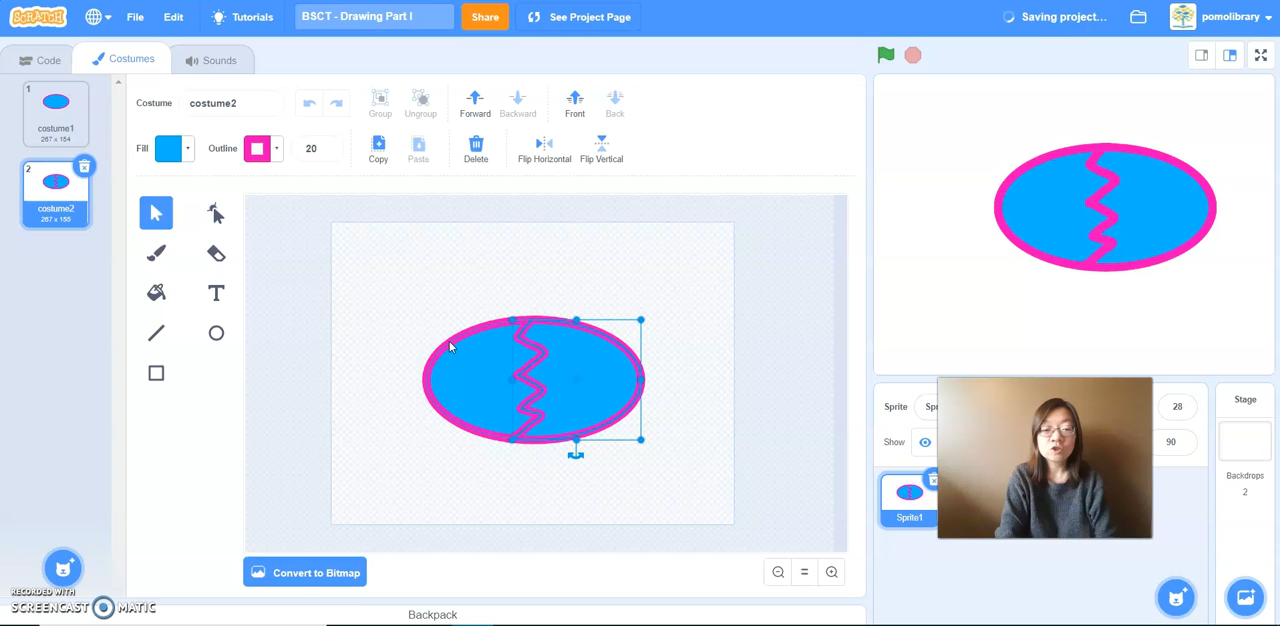 SCRATCH
File
Edit
Tutorials
BSCT - Drawing Part I
Share
See Project Page
Saving project...
pomolibrary
Code
Costumes
Sounds
1
costume1
267 x 154
2
costume2
267 x 155
Costume
costume2
Group
Ungroup
Forward
Backward
Front
Back
Fill
Outline
20
Copy
Paste
Delete
Flip Horizontal
Flip Vertical
T
Convert to Bitmap
Backpack
Sprite
Spr
28
Show
90
Sprite1
Stage
Backdrops
2
RECORDED WITH
SCREENCAST MATIC